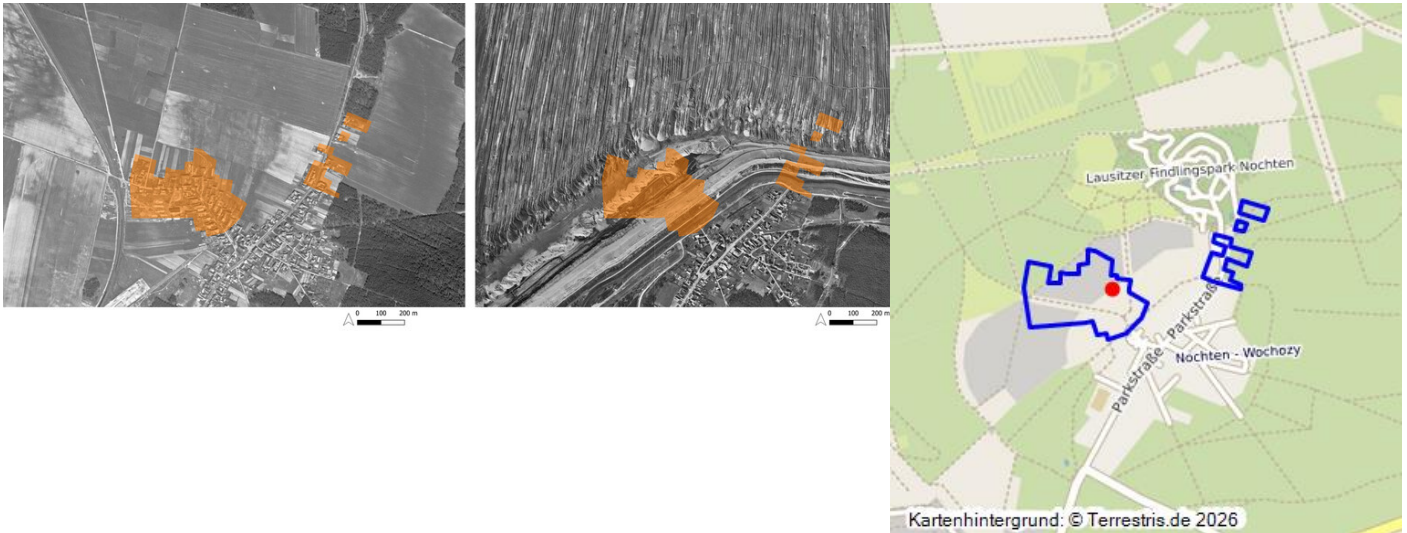 0 100 200 m
0 100 200 m
Lausitzer Findlingspark Nochten
Parkstraße
Parkstraße
Nochten - Wochozy
Kartenhintergrund: © Terrestris.de 2026